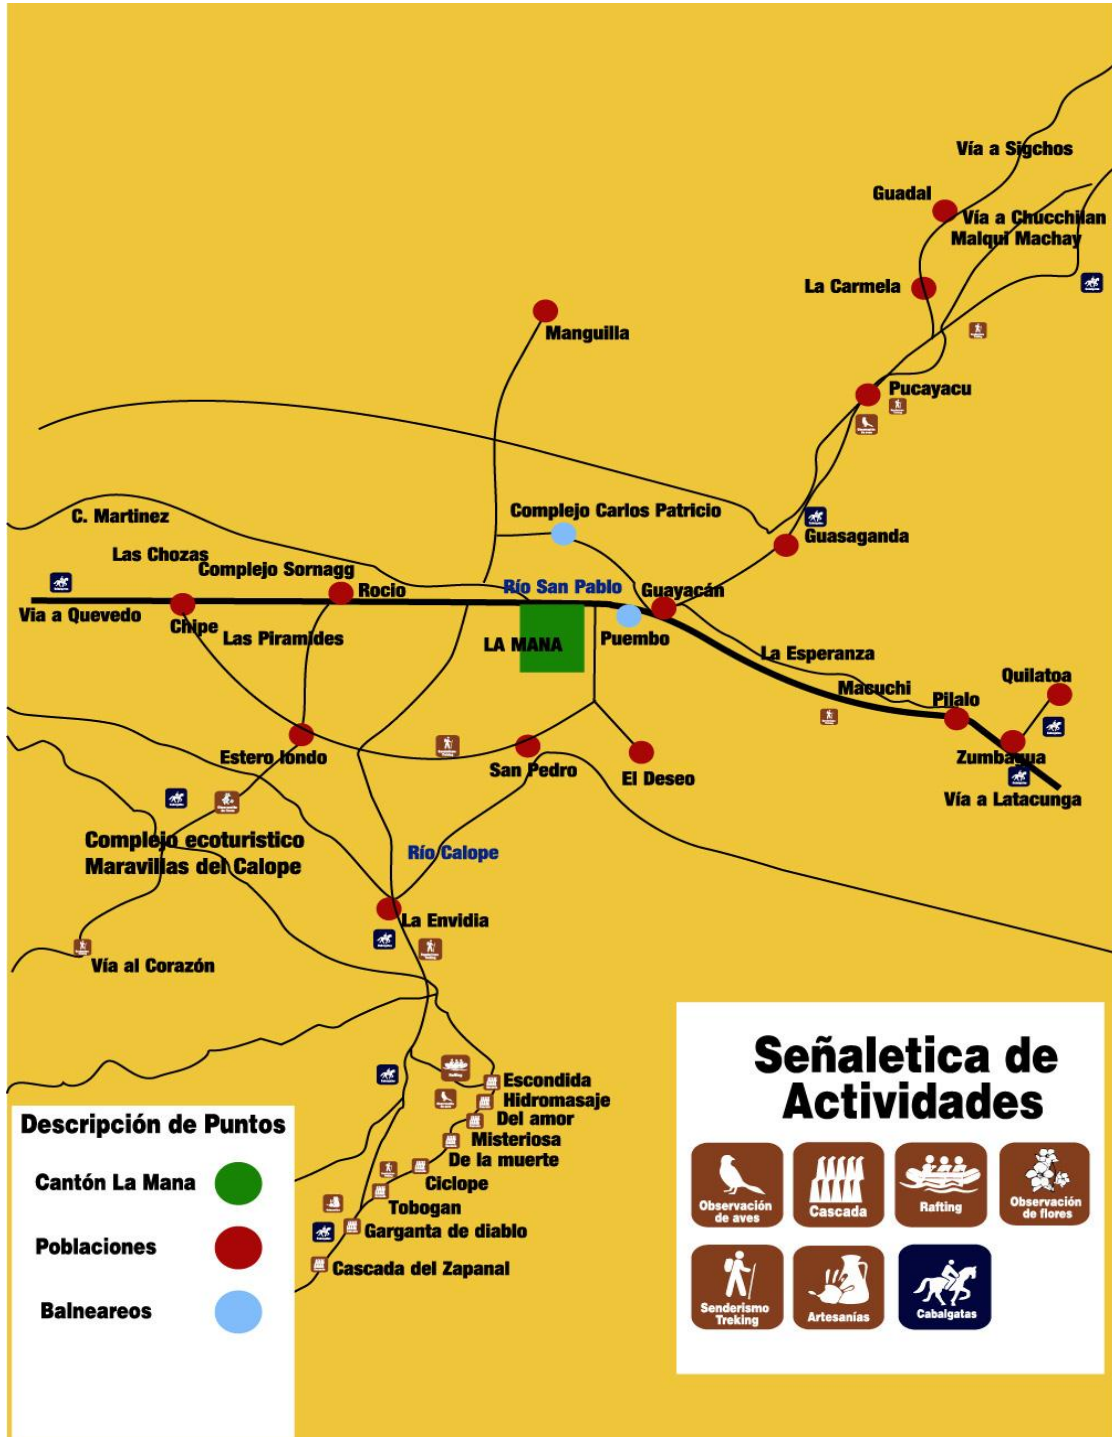 Vía a Sigchos
Guadal
Vía a Chucchilan
Malqui Machay
La Carmela
Manguilla
Pucayacu
Complejo Carlos Patricio
C. Martinez
Guasaganda
Las Chozas
Complejo Sornagg
Río San Pablo
Guayacán
Rocio
Via a Quevedo
Chipe
Las Piramides
LA MANA
Puembo
La Esperanza
Quilatoa
Macuchi
Pilalo
Estero londo
San Pedro
El Deseo
Zumbagua
Vía a Latacunga
Complejo ecoturistico
Maravillas del Calope
Río Calope
La Envidia
Vía al Corazón
Escondida
Hidromasaje
Del amor
Misteriosa
De la muerte
Ciclope
Tobogan
Garganta de diablo
Cascada del Zapanal
Descripción de Puntos
Cantón La Mana
Poblaciones
Balneareos
Señaletica de
Actividades
Observación
de aves
Cascada
Rafting
Observación
de flores
Senderismo
Treking
Artesanías
Cabalgatas